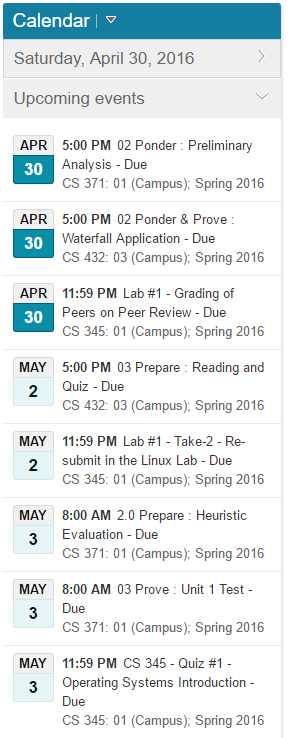 Calendar
Saturday, April 30, 2016
Upcoming events
APR
30
5:00 PM 02 Ponder : Preliminary
Analysis - Due
CS 371: 01 (Campus); Spring 2016
APR
30
5:00 PM 02 Ponder & Prove :
Waterfall Application - Due
CS 432: 03 (Campus); Spring 2016
APR
30
11:59 PM Lab #1 - Grading of
Peers on Peer Review - Due
CS 345: 01 (Campus); Spring 2016
MAY
2
5:00 PM 03 Prepare : Reading and
Quiz - Due
CS 432: 03 (Campus); Spring 2016
MAY
2
11:59 PM Lab #1 - Take-2 - Re-
submit in the Linux Lab - Due
CS 345: 01 (Campus); Spring 2016
MAY
3
8:00 AM 2.0 Prepare : Heuristic
Evaluation - Due
CS 371: 01 (Campus); Spring 2016
MAY
3
8:00 AM 03 Prove : Unit 1 Test -
Due
CS 371: 01 (Campus); Spring 2016
MAY
3
11:59 PM CS 345 - Quiz #1 -
Operating Systems Introduction -
Due
CS 345: 01 (Campus); Spring 2016